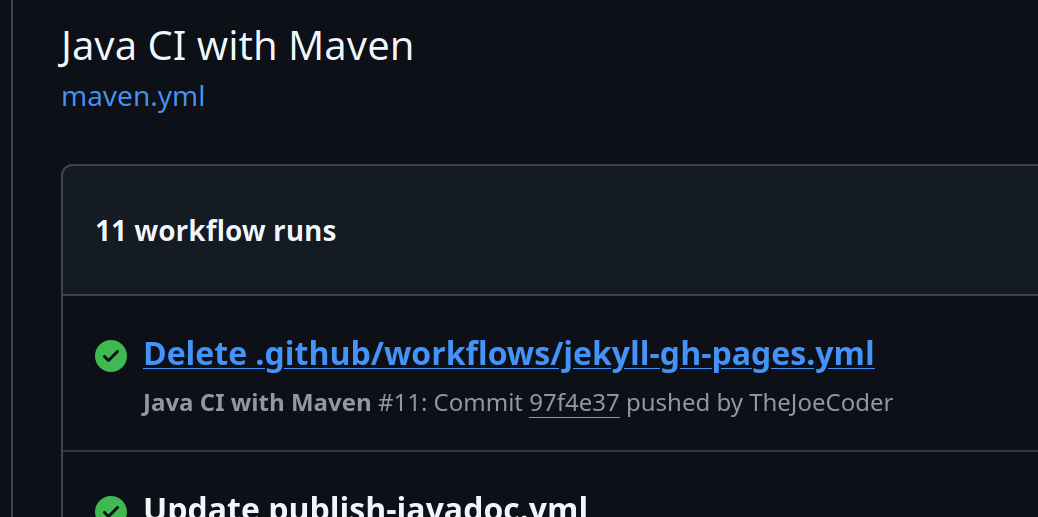 Java CI with Maven
maven.yml
11 workflow runs
Delete .github/workflows/jekyll-gh-pages.yml
Java CI with Maven #11: Commit 97f4e37 pushed by TheJoeCoder
Update publish-javadoc.yml